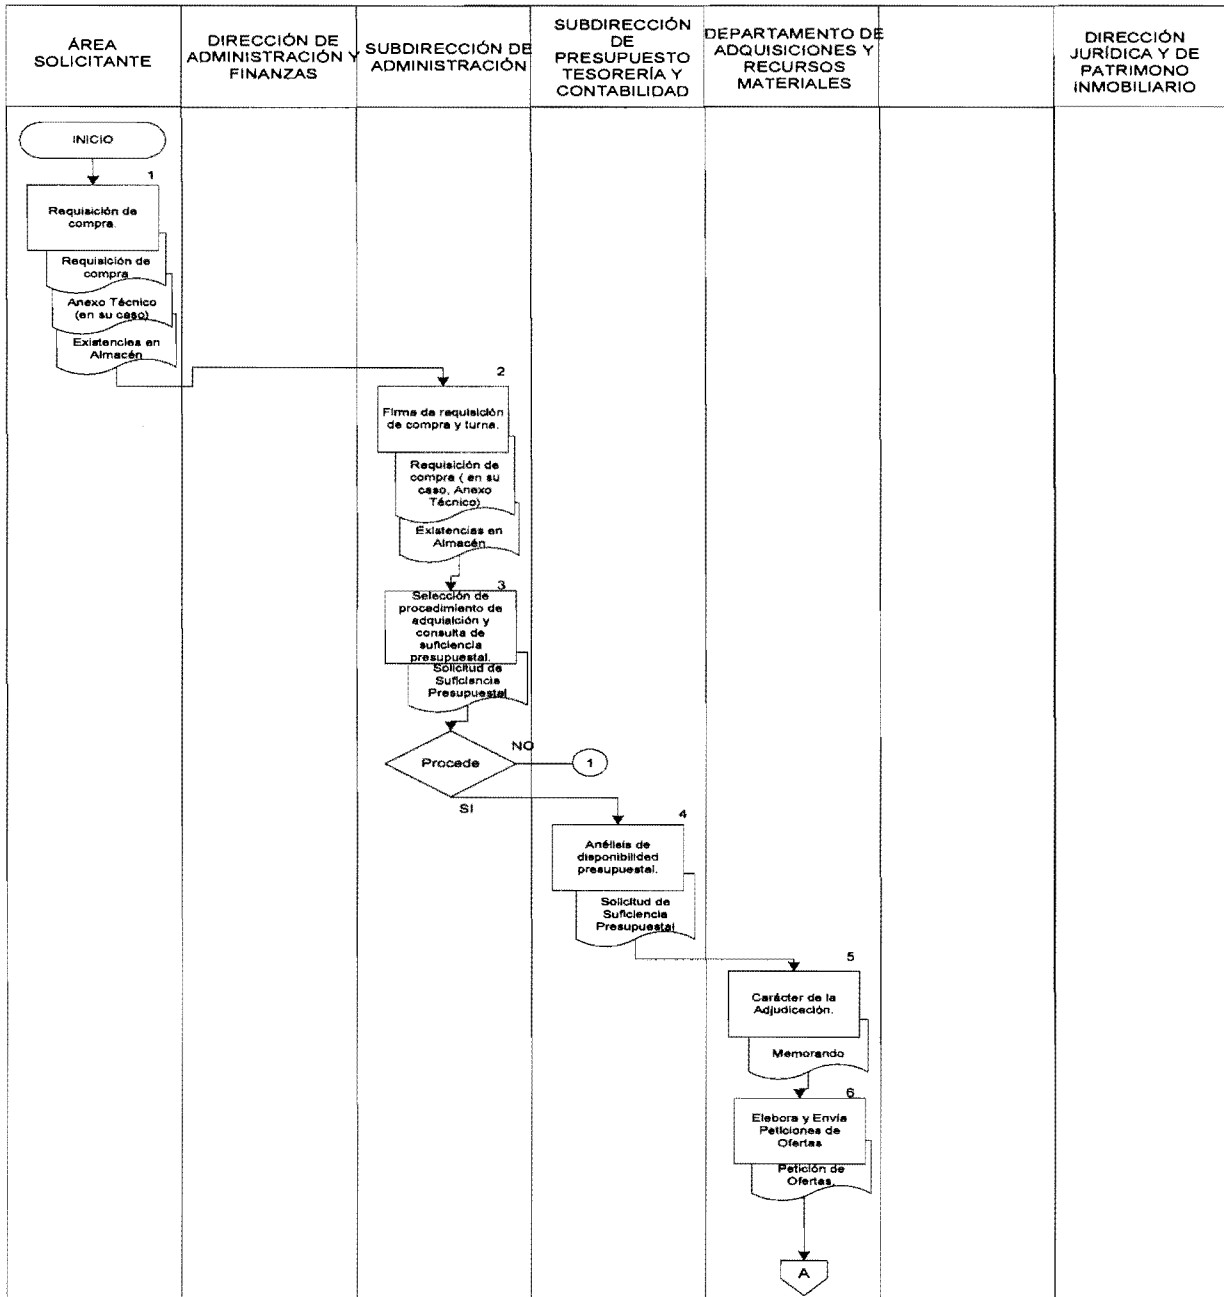 ÁREA
SOLICITANTE
DIRECCIÓN DE
ADMINISTRACIÓN Y
FINANZAS
SUBDIRECCIÓN DE
ADMINISTRACIÓN
SUBDIRECCIÓN
DE
PRESUPUESTO
TESORERÍA Y
CONTABILIDAD
DEPARTAMENTO DE
ADQUISICIONES Y
RECURSOS
MATERIALES
DIRECCIÓN
JURÍDICA Y DE
PATRIMONO
INMOBILIARIO
INICIO
1
Requisición de
compra.
Requisición de
compra
Anexo Técnico
(en su caso)
Existencias en
Almacén
2
Firma de requisición
de compra y turna.
Requisición de
compra ( en su
caso, Anexo
Técnico)
Existencias en
Almacén
3
Selección de
procedimiento de
adquisición y
consulta de
suficiencia
presupuestal.
Solicitud de
Suficiencia
Presupuestal
Procede
NO
1
SI
4
Análisis de
disponibilidad
presupuestal.
Solicitud de
Suficiencia
Presupuestal
5
Carácter de la
Adjudicación.
Memorando
6
Elabora y Envía
Peticiones de
Ofertas
Petición de
Ofertas
A